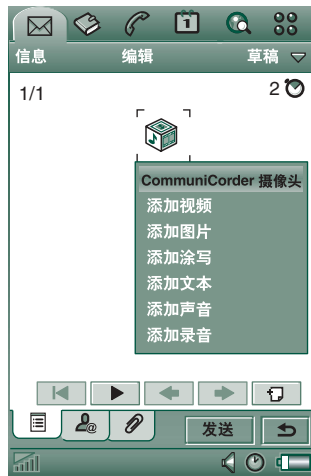 信息 编辑 草稿
1/1 2
CommuniCorder 摄像头
添加视频
添加图片
添加涂写
添加文本
添加声音
添加录音
发送